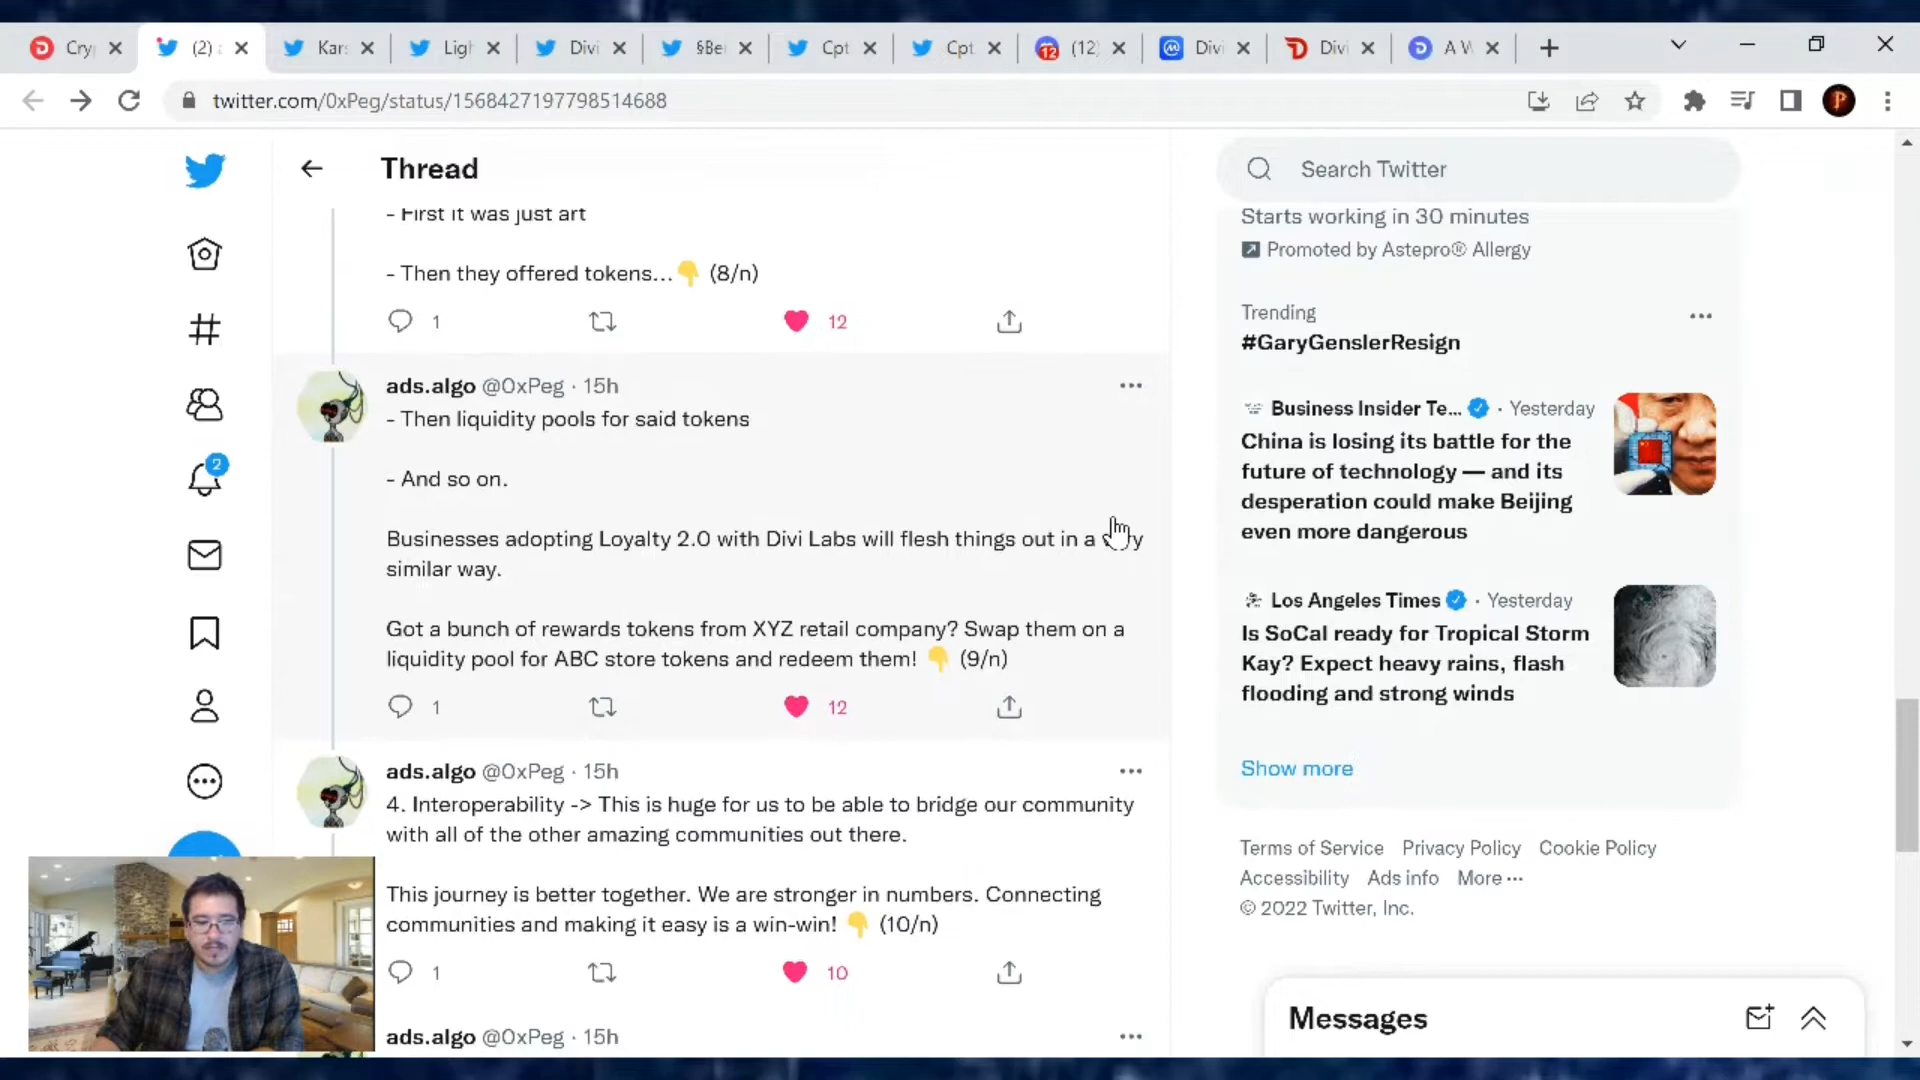 Cry
(2)
Kar
Ligh
Divi
§Be
Cpt
Cpt
(12)
Divi
Divi
A W
twitter.com/0xPeg/status/1568427197798514688
Thread
- First it was just art
- Then they offered tokens...👇 (8/n)
1
12
ads.algo @0xPeg · 15h
- Then liquidity pools for said tokens
- And so on.
Businesses adopting Loyalty 2.0 with Divi Labs will flesh things out in a
similar way.
Got a bunch of rewards tokens from XYZ retail company? Swap them on a
liquidity pool for ABC store tokens and redeem them! 👇 (9/n)
1
12
ads.algo @0xPeg · 15h
4. Interoperability -> This is huge for us to be able to bridge our community
with all of the other amazing communities out there.
This journey is better together. We are stronger in numbers. Connecting
communities and making it easy is a win-win! 👇 (10/n)
1
10
ads.algo @0xPeg · 15h
2
12
Search Twitter
Starts working in 30 minutes
Promoted by Astepro® Allergy
Trending
#GaryGenslerResign
Business Insider Te... · Yesterday
China is losing its battle for the
future of technology — and its
desperation could make Beijing
even more dangerous
Los Angeles Times · Yesterday
Is SoCal ready for Tropical Storm
Kay? Expect heavy rains, flash
flooding and strong winds
Show more
Terms of Service Privacy Policy Cookie Policy
Accessibility Ads info More ···
© 2022 Twitter, Inc.
Messages